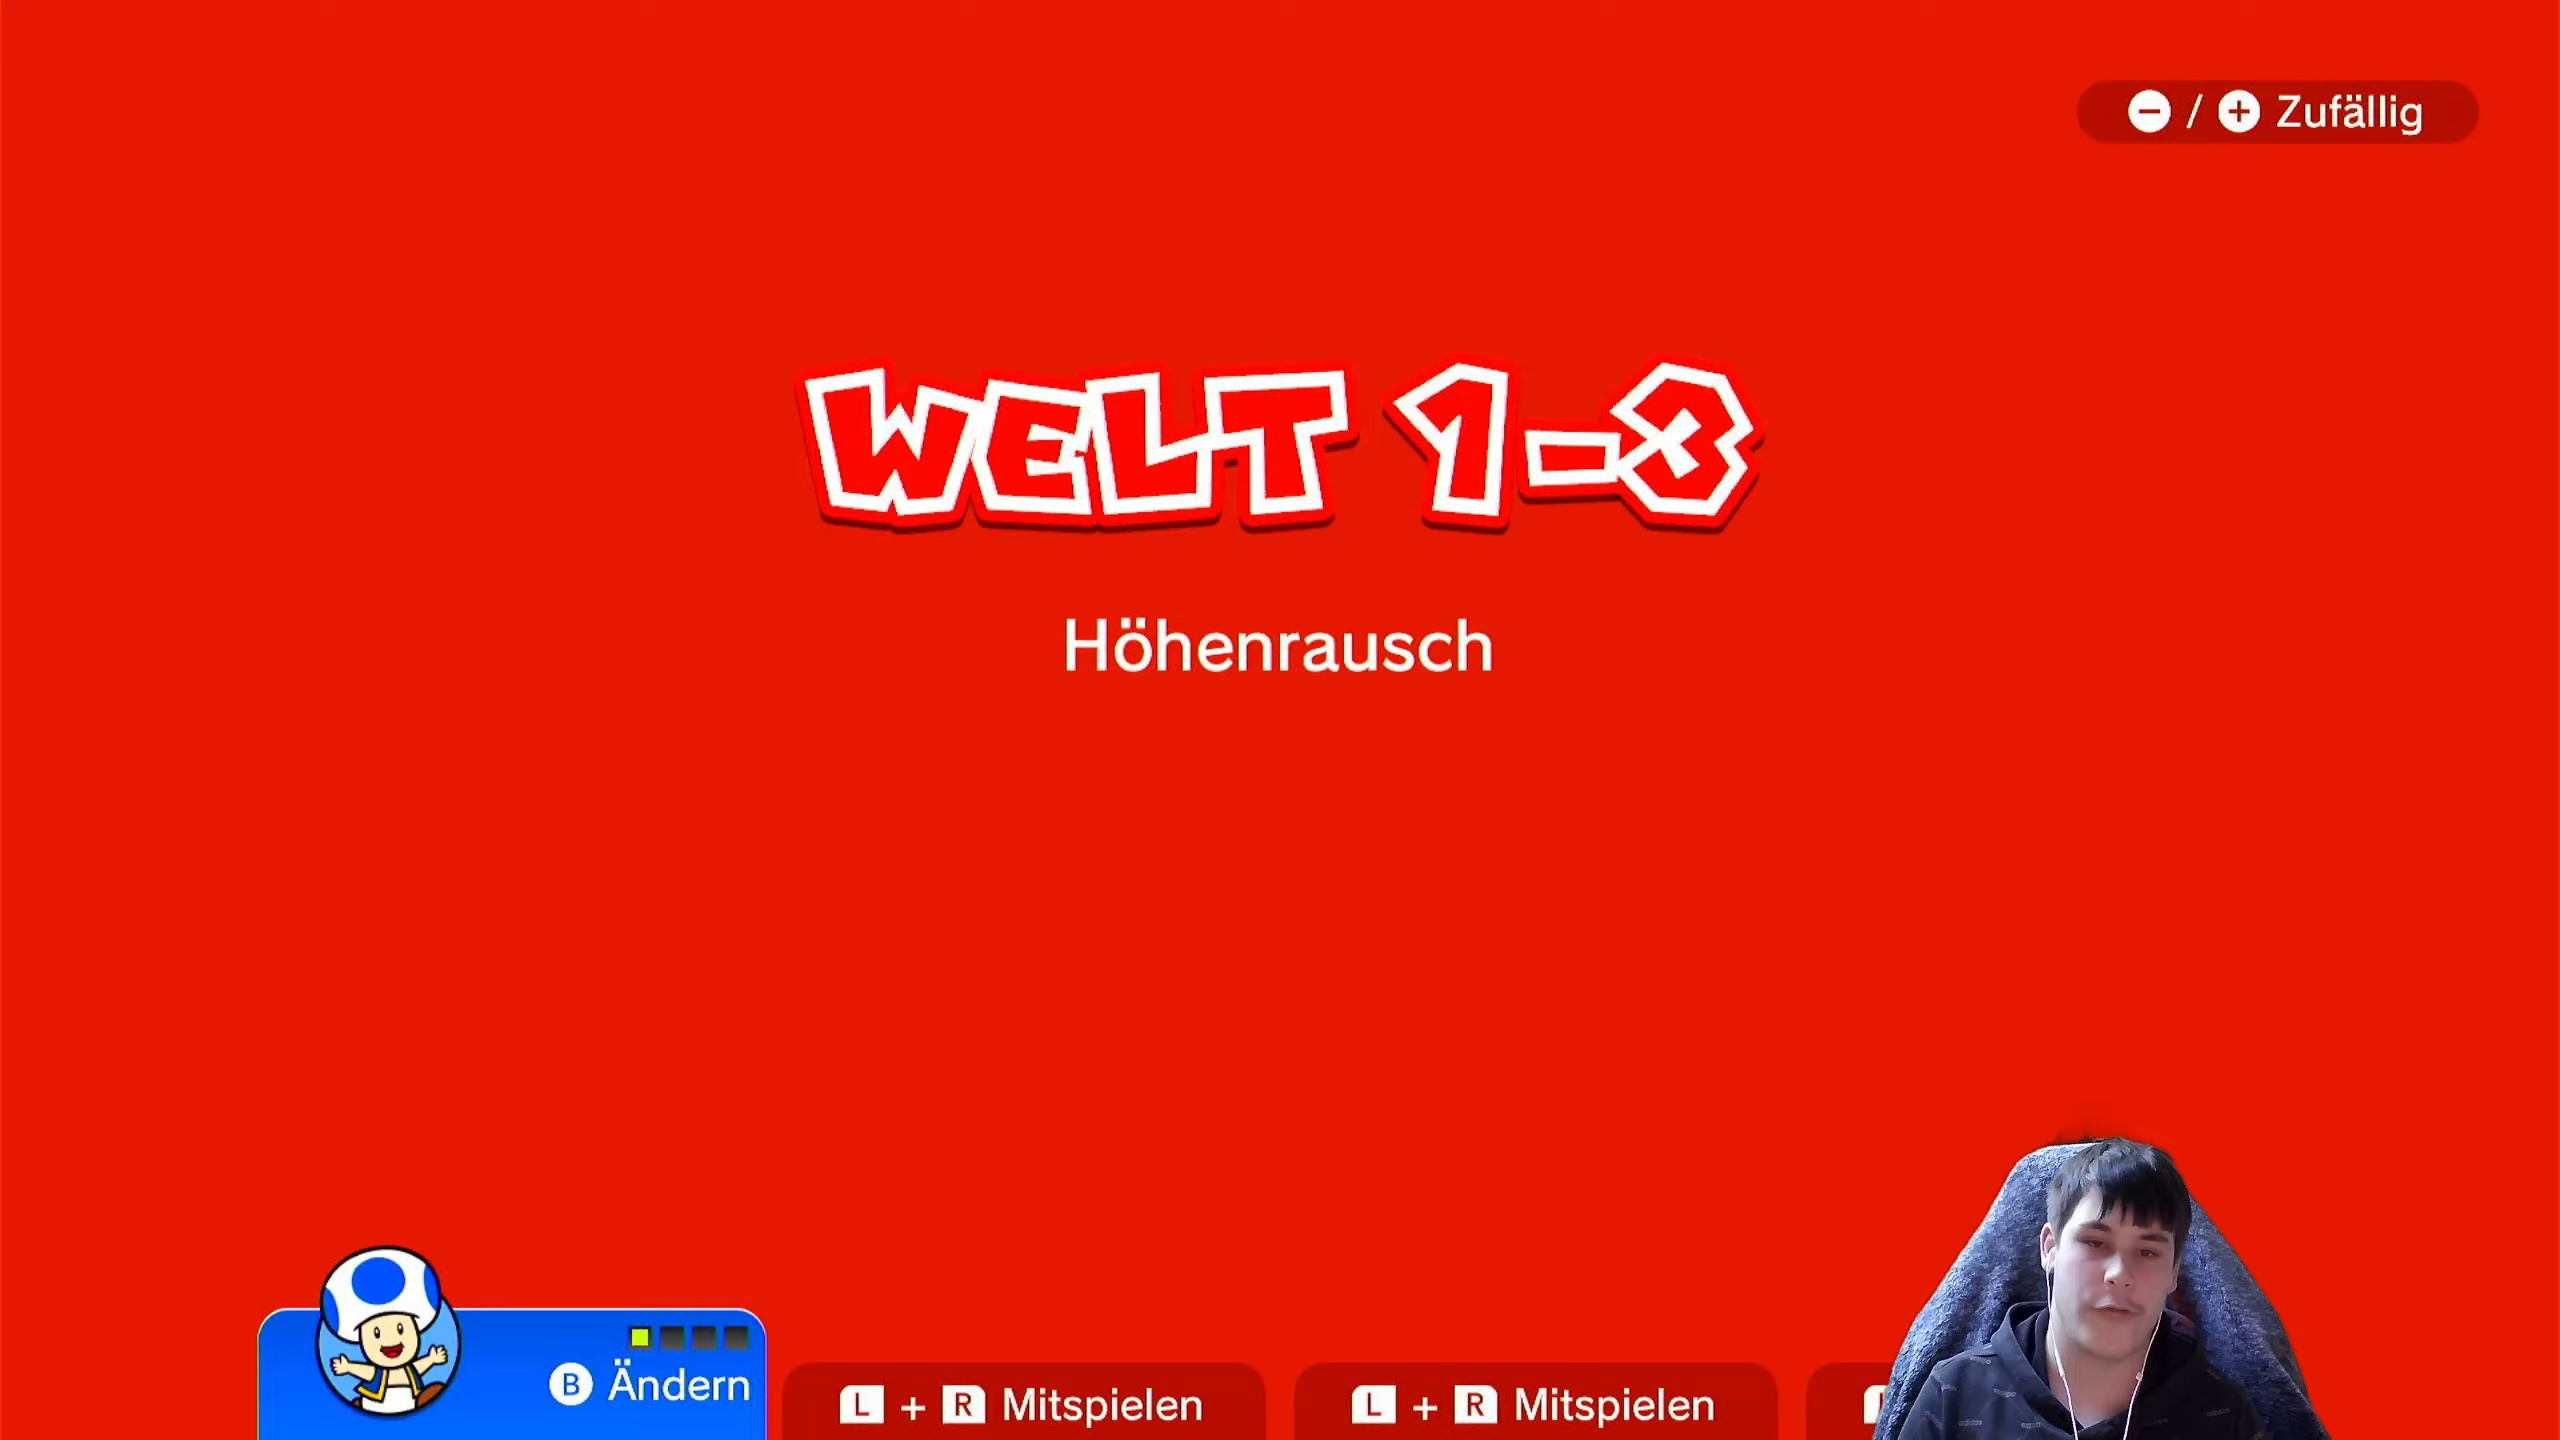 ⊖ / ⊕ Zufällig
WELT 1-3
Höhenrausch
B Ändern
L + R Mitspielen
L + R Mitspielen